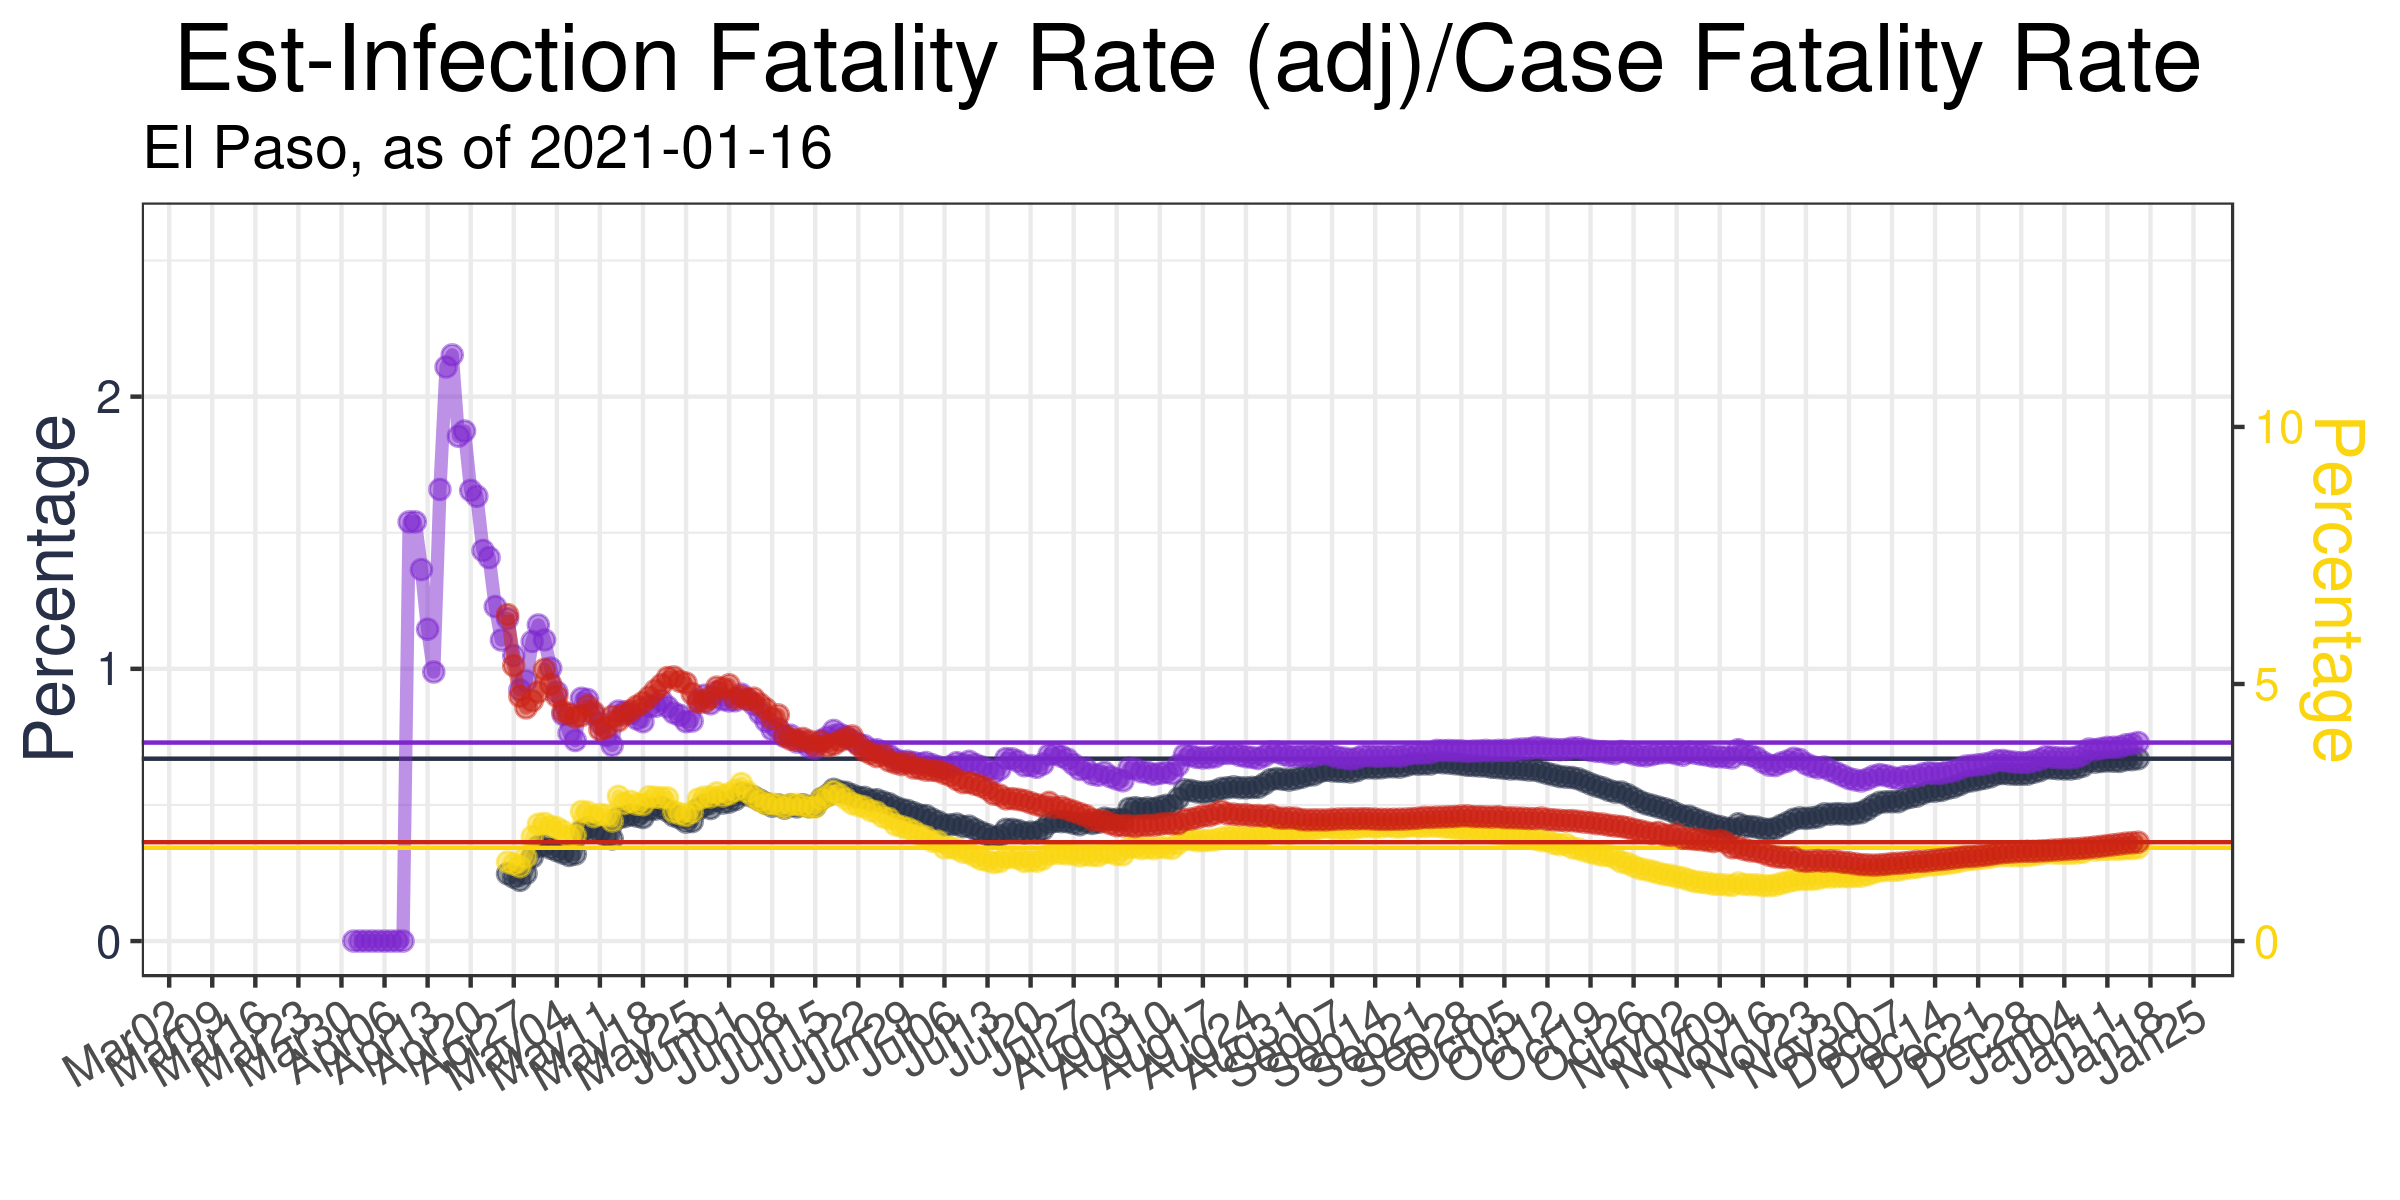 Est-Infection Fatality Rate (adj)/Case Fatality Rate
El Paso, as of 2021-01-16
Percentage
2
1
0
10
5
0
Percentage
Mar02
Mar09
Mar16
Mar23
Mar30
Apr06
Apr13
Apr20
Apr27
May04
May11
May18
May25
Jun01
Jun08
Jun15
Jun22
Jun29
Jul06
Jul13
Jul20
Jul27
Aug03
Aug10
Aug17
Aug24
Aug31
Sep07
Sep14
Sep21
Sep28
Oct05
Oct12
Oct19
Oct26
Nov02
Nov09
Nov16
Nov23
Nov30
Dec07
Dec14
Dec21
Dec28
Jan04
Jan11
Jan18
Jan25